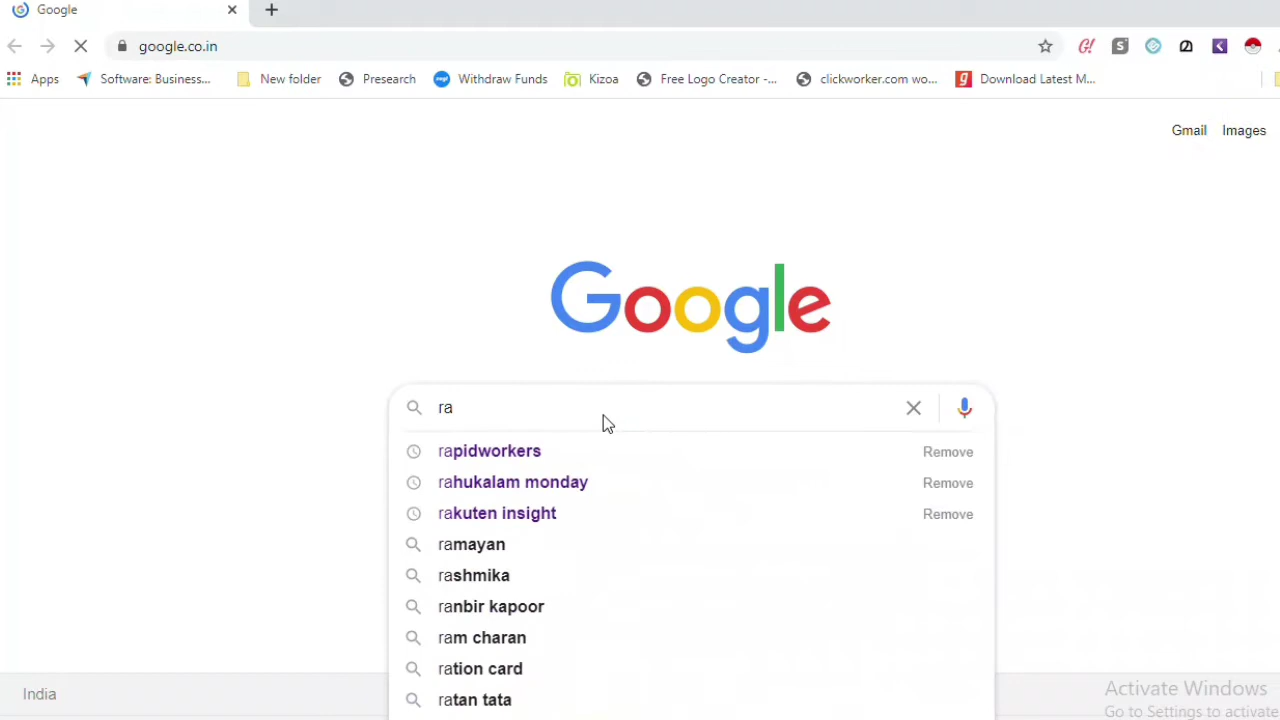 Google
google.co.in
Apps Software: Business... New folder Presearch Withdraw Funds Kizoa Free Logo Creator -... clickworker.com wo... Download Latest M...
Gmail Images
Google
ra
rapidworkers Remove
rahukalam monday Remove
rakuten insight Remove
ramayan
rashmika
ranbir kapoor
ram charan
ration card
ratan tata
India
Activate Windows
Go to Settings to activate